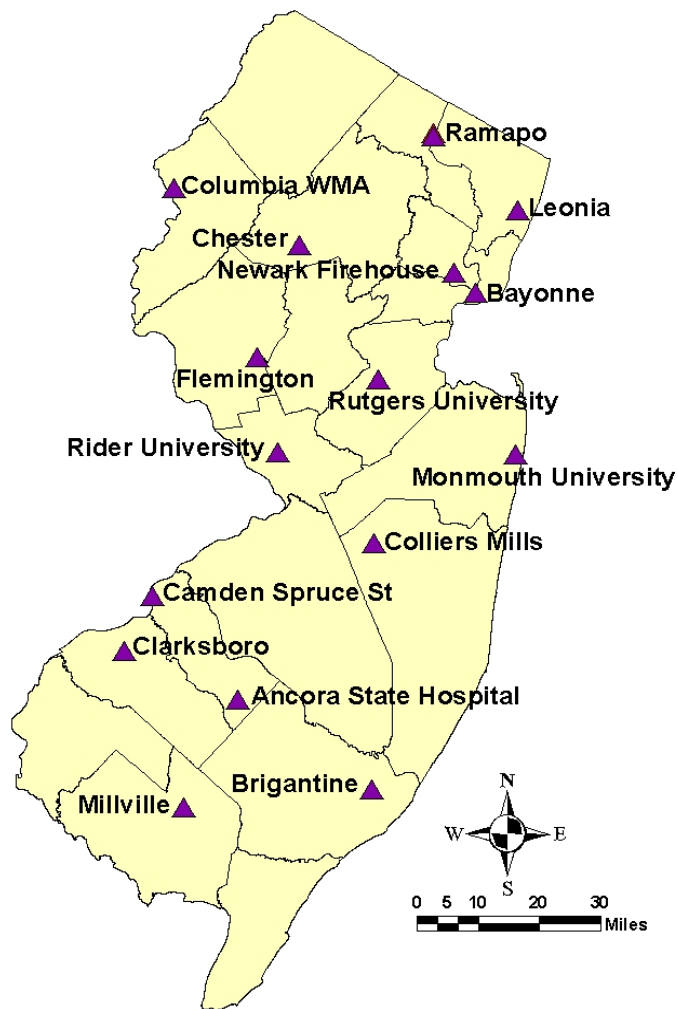 Ramapo
Columbia WMA
Leonia
Chester
Newark Firehouse
Bayonne
Flemington
Rutgers University
Rider University
Monmouth University
Colliers Mills
Camden Spruce St
Clarksboro
Ancora State Hospital
Brigantine
Millville
N
W E
S
0 5 10 20 30
Miles